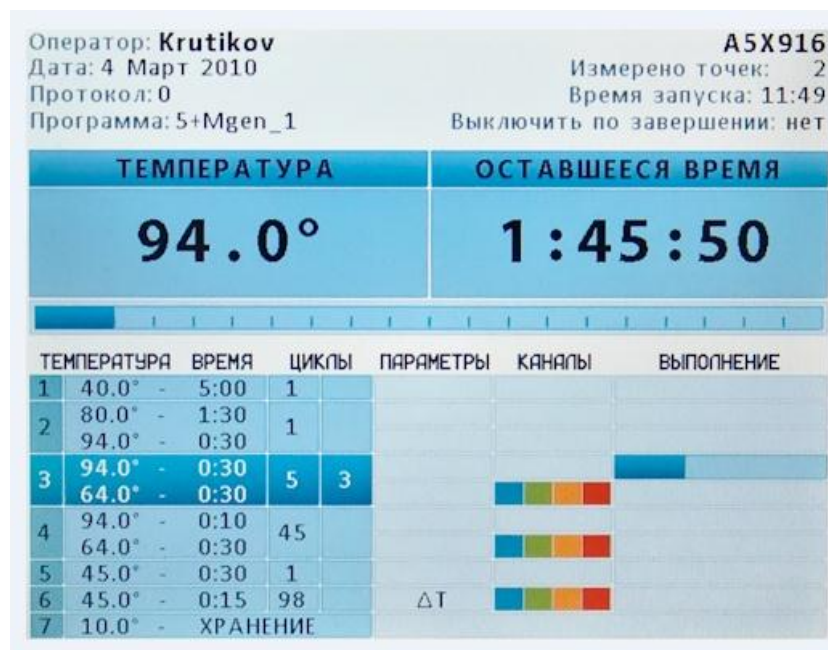 Оператор: Krutikov A5X916
Дата: 4 Март 2010 Измерено точек: 2
Протокол: 0 Время запуска: 11:49
Программа: 5+Mgen_1 Выключить по завершении: нет
ТЕМПЕРАТУРА ОСТАВШЕЕСЯ ВРЕМЯ
94.0° 1:45:50
ТЕМПЕРАТУРА ВРЕМЯ ЦИКЛЫ ПАРАМЕТРЫ КАНАЛЫ ВЫПОЛНЕНИЕ
1 40.0° - 5:00 1
2 80.0° - 1:30 1
94.0° - 0:30
3 94.0° - 0:30 5 3
64.0° - 0:30
4 94.0° - 0:10 45
64.0° - 0:30
5 45.0° - 0:30 1
6 45.0° - 0:15 98 ΔT
7 10.0° - ХРАНЕНИЕ